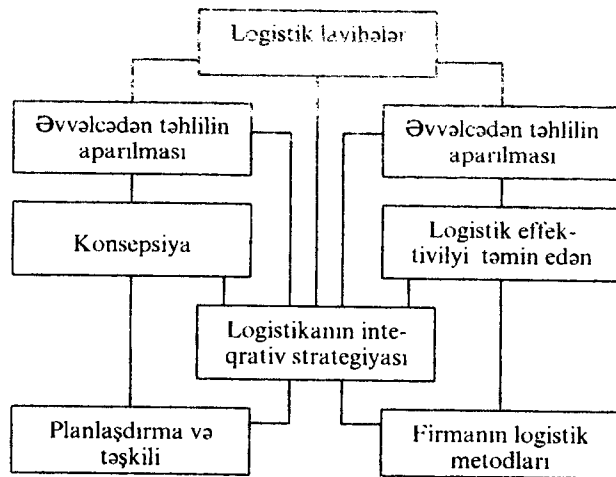 Logistik layihələr
Əvvəlcədən təhlilin
aparılması
Əvvəlcədən təhlilin
aparılması
Konsepsiya
Logistik effek-
tivilyi təmin edən
Logistikanın inte-
qrativ strategiyası
Planlaşdırma və
təşkili
Firmanın logistik
metodları